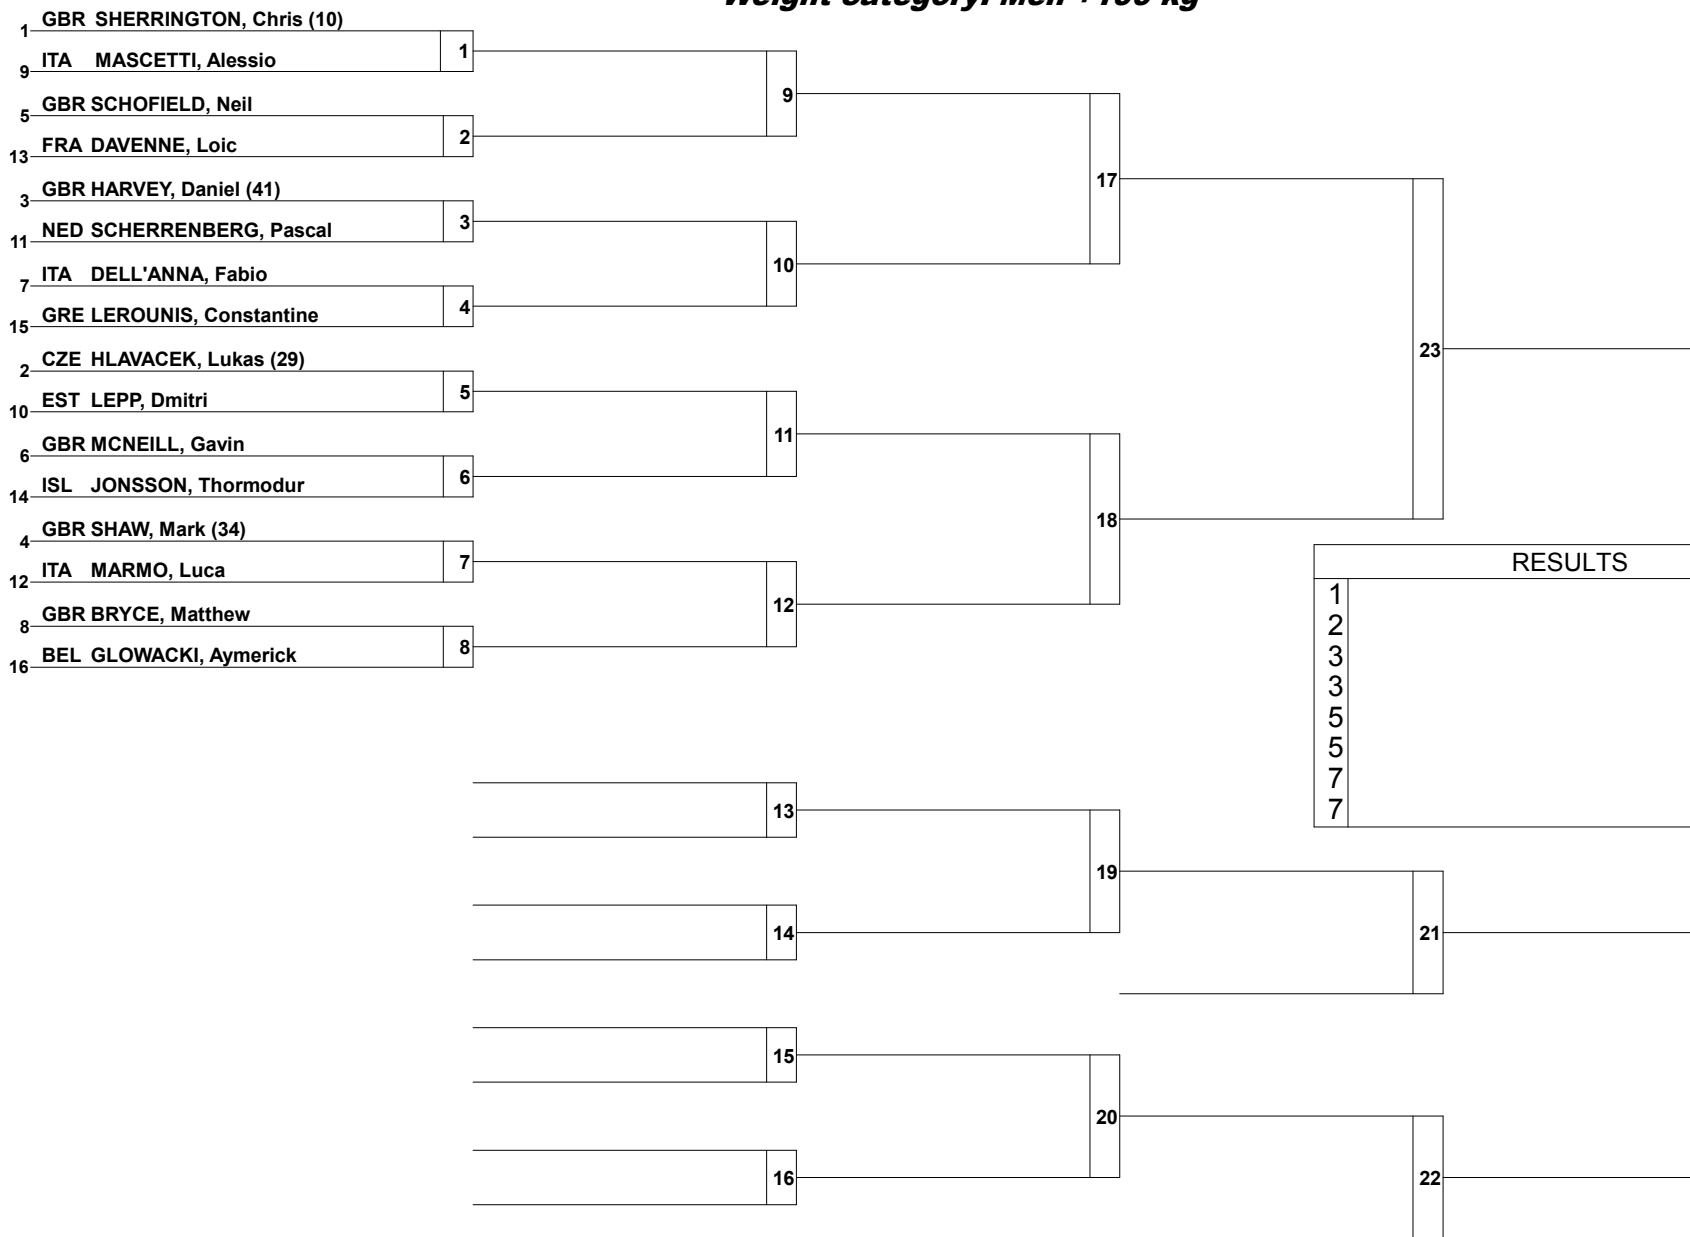 Weight category: Men +100 kg
1 GBR SHERRINGTON, Chris (10)
1
9 ITA MASCETTI, Alessio
9
5 GBR SCHOFIELD, Neil
2
13 FRA DAVENNE, Loic
17
3 GBR HARVEY, Daniel (41)
3
11 NED SCHERRENBERG, Pascal
10
7 ITA DELL'ANNA, Fabio
4
15 GRE LEROUNIS, Constantine
23
2 CZE HLAVACEK, Lukas (29)
5
10 EST LEPP, Dmitri
11
6 GBR MCNEILL, Gavin
6
14 ISL JONSSON, Thormodur
18
4 GBR SHAW, Mark (34)
7
12 ITA MARMO, Luca
12
8 GBR BRYCE, Matthew
8
16 BEL GLOWACKI, Aymerick
RESULTS
1
2
3
3
5
5
7
7
13
19
14
21
15
20
16
22